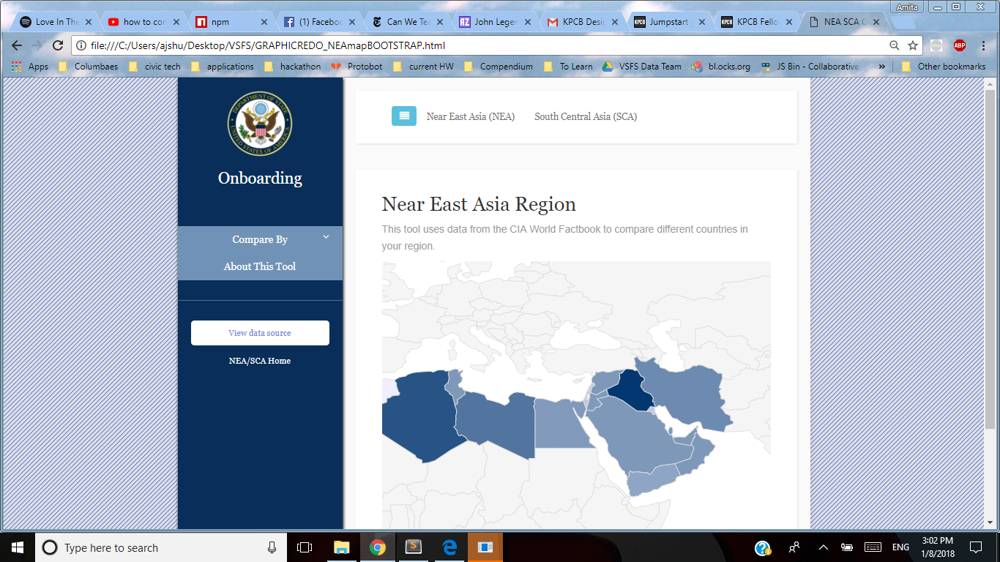 Amita
Love In The
how to con
npm
(1) Faceboo
Can We Tea
John Leger
KPCB Desig
Jumpstart y
KPCB Fello
NEA SCA C
file:///C:/Users/ajshu/Desktop/VSFS/GRAPHICREDO_NEAmapBOOTSTRAP.html
ABP
Apps
Columbaes
civic tech
applications
hackathon
Protobot
current HW
Compendium
To Learn
VSFS Data Team
bl.ocks.org
JS Bin - Collaborative
»
Other bookmarks
DEPARTMENT OF STATE
UNITED STATES OF AMERICA
Onboarding
Compare By
About This Tool
View data source
NEA/SCA Home
Near East Asia (NEA)
South Central Asia (SCA)
Near East Asia Region
This tool uses data from the CIA World Factbook to compare different countries in
your region.
Type here to search
ENG
3:02 PM
1/8/2018